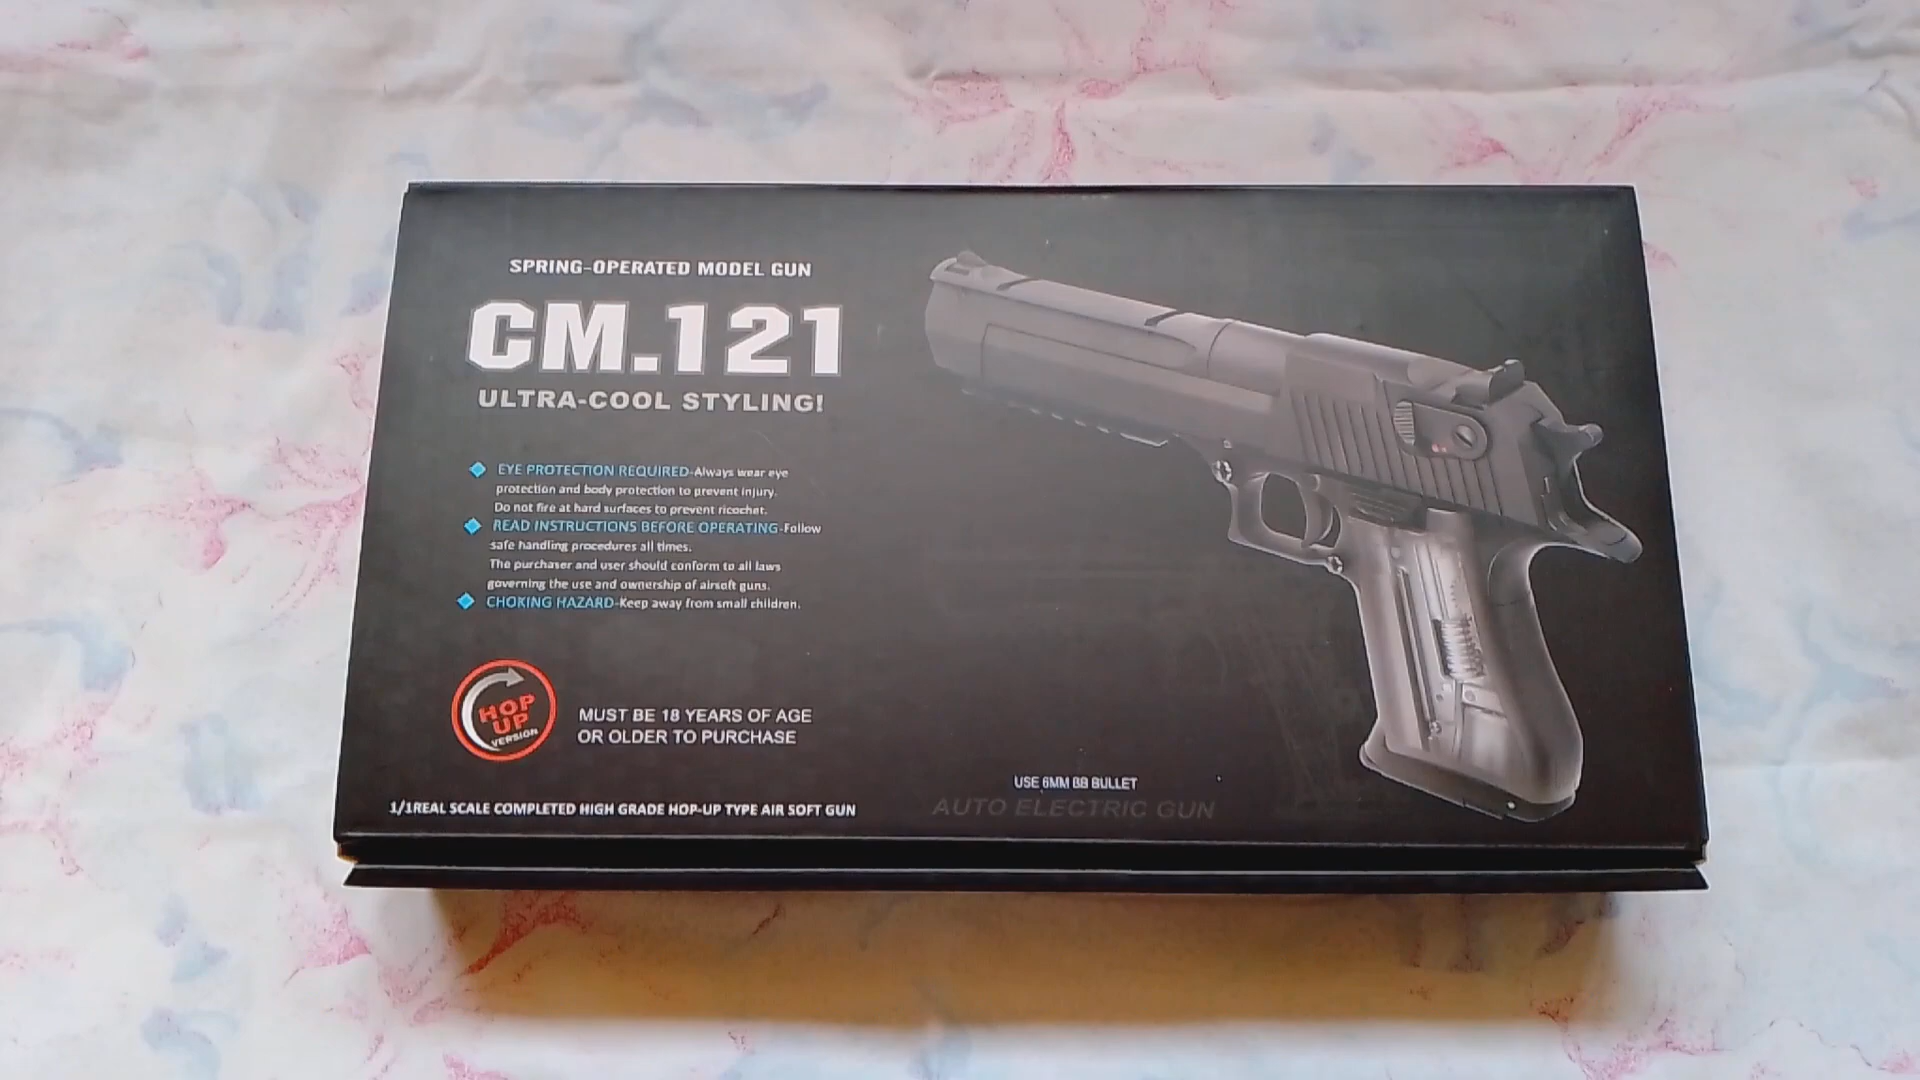 SPRING-OPERATED MODEL GUN
CM.121
ULTRA-COOL STYLING!
EYE PROTECTION REQUIRED-Always wear eye
protection and body protection to prevent injury.
Do not fire at hard surfaces to prevent ricochet.
READ INSTRUCTIONS BEFORE OPERATING-Follow
safe handling procedures all times.
The purchaser and user should conform to all laws
governing the use and ownership of airsoft guns.
CHOKING HAZARD-Keep away from small children.
HOP
UP
VERSION
MUST BE 18 YEARS OF AGE
OR OLDER TO PURCHASE
1/1REAL SCALE COMPLETED HIGH GRADE HOP-UP TYPE AIR SOFT GUN
USE 6MM BB BULLET
AUTO ELECTRIC GUN